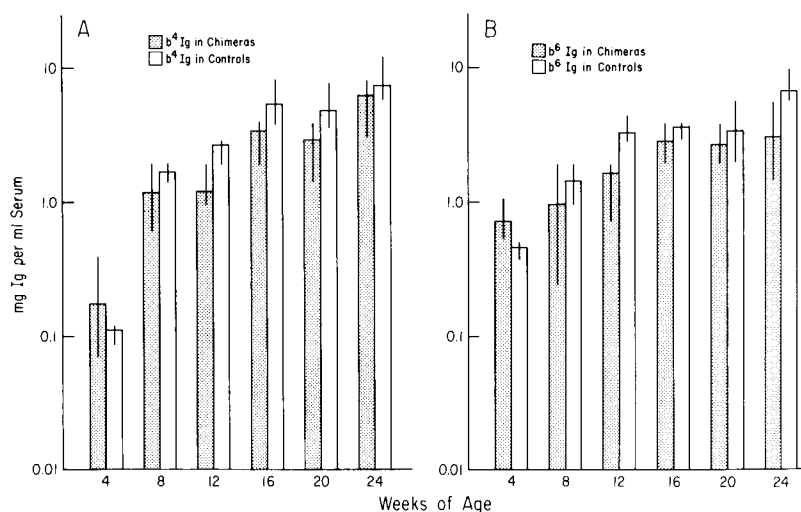 A
b⁴ Ig in Chimeras
b⁴ Ig in Controls
mg Ig per ml Serum
10
1.0
0.1
0.01
4 8 12 16 20 24
B
b⁶ Ig in Chimeras
b⁶ Ig in Controls
10
1.0
0.1
0.01
4 8 12 16 20 24
Weeks of Age